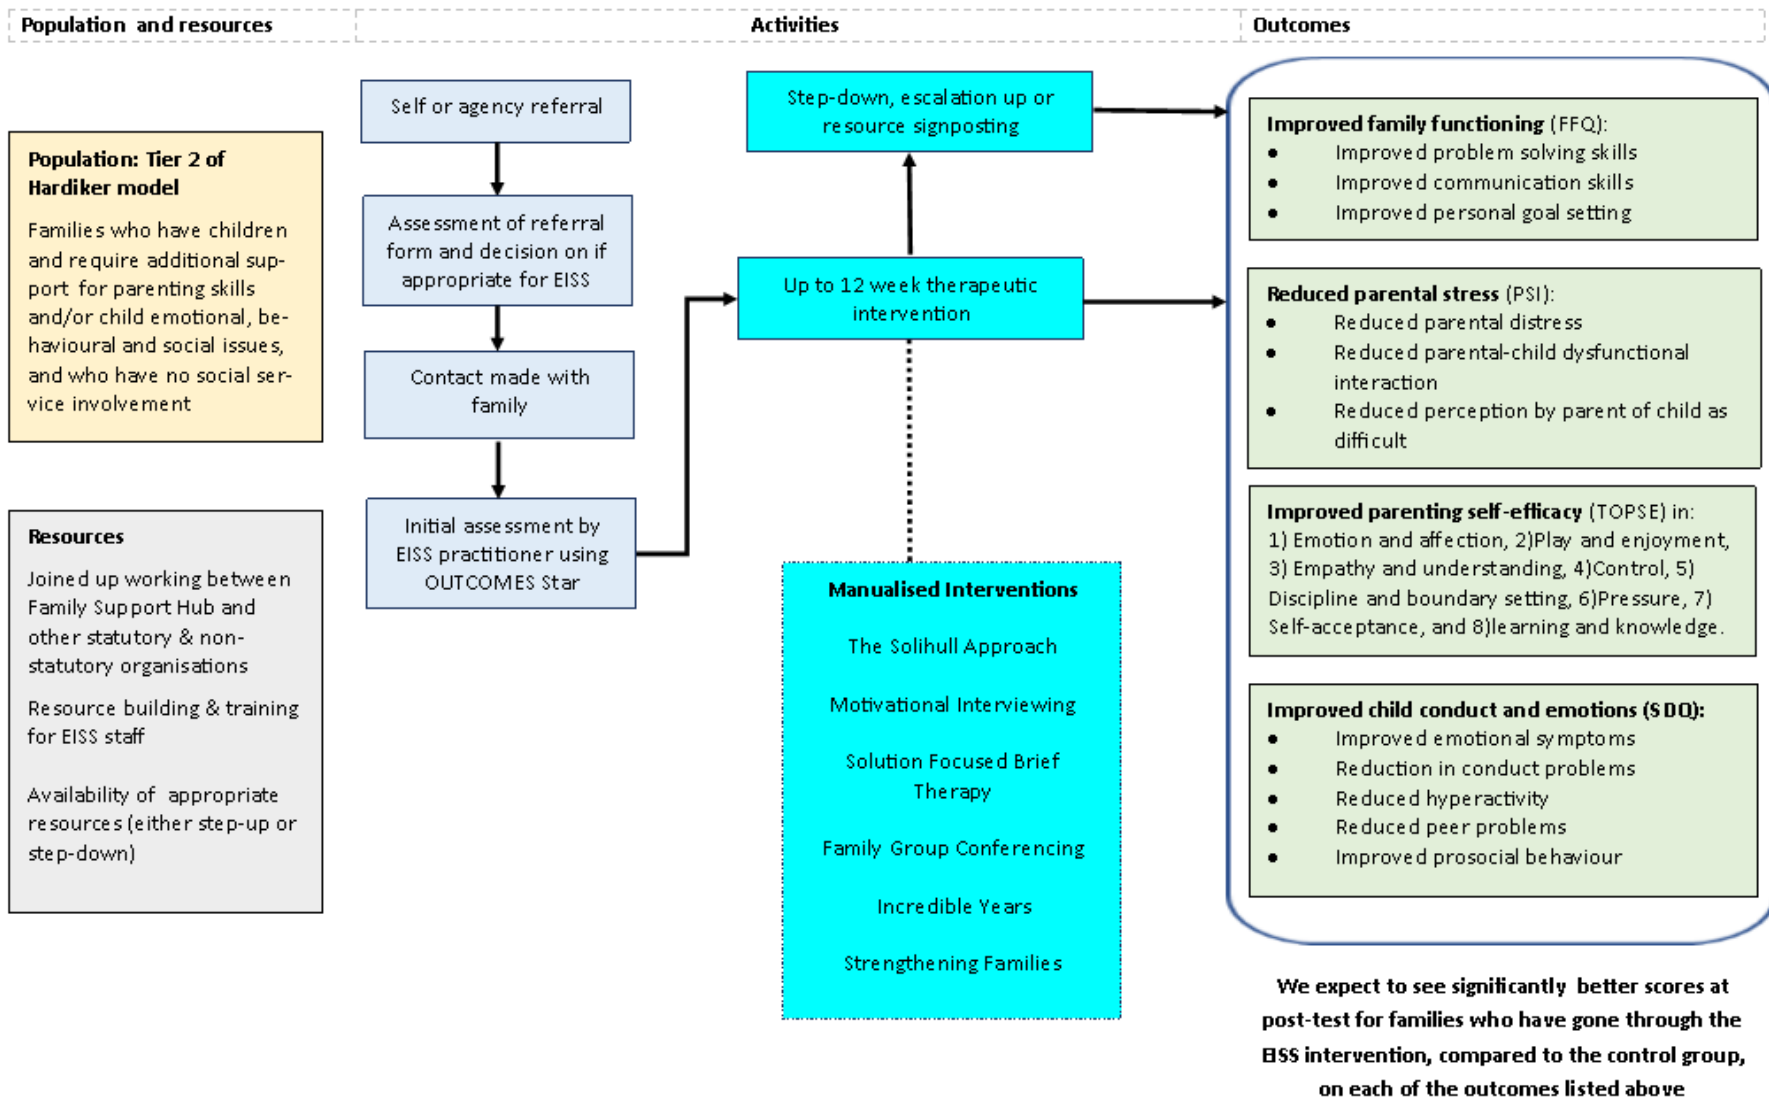 Population and resources
Activities
Outcomes
Population: Tier 2 of
Hardiker model
Families who have children
and require additional sup-
port for parenting skills
and/or child emotional, be-
havioural and social issues,
and who have no social ser-
vice involvement
Resources
Joined up working between
Family Support Hub and
other statutory & non-
statutory organisations
Resource building & training
for EISS staff
Availability of appropriate
resources (either step-up or
step-down)
Self or agency referral
Assessment of referral
form and decision on if
appropriate for EISS
Contact made with
family
Initial assessment by
EISS practitioner using
OUTCOMES Star
Step-down, escalation up or
resource signposting
Up to 12 week therapeutic
intervention
Manualised Interventions
The Solihull Approach
Motivational Interviewing
Solution Focused Brief
Therapy
Family Group Conferencing
Incredible Years
Strengthening Families
Improved family functioning (FFQ):
● Improved problem solving skills
● Improved communication skills
● Improved personal goal setting
Reduced parental stress (PSI):
● Reduced parental distress
● Reduced parental-child dysfunctional
interaction
● Reduced perception by parent of child as
difficult
Improved parenting self-efficacy (TOPSE) in:
1) Emotion and affection, 2)Play and enjoyment,
3) Empathy and understanding, 4)Control, 5)
Discipline and boundary setting, 6)Pressure, 7)
Self-acceptance, and 8)learning and knowledge.
Improved child conduct and emotions (SDQ):
● Improved emotional symptoms
● Reduction in conduct problems
● Reduced hyperactivity
● Reduced peer problems
● Improved prosocial behaviour
We expect to see significantly better scores at
post-test for families who have gone through the
EISS intervention, compared to the control group,
on each of the outcomes listed above